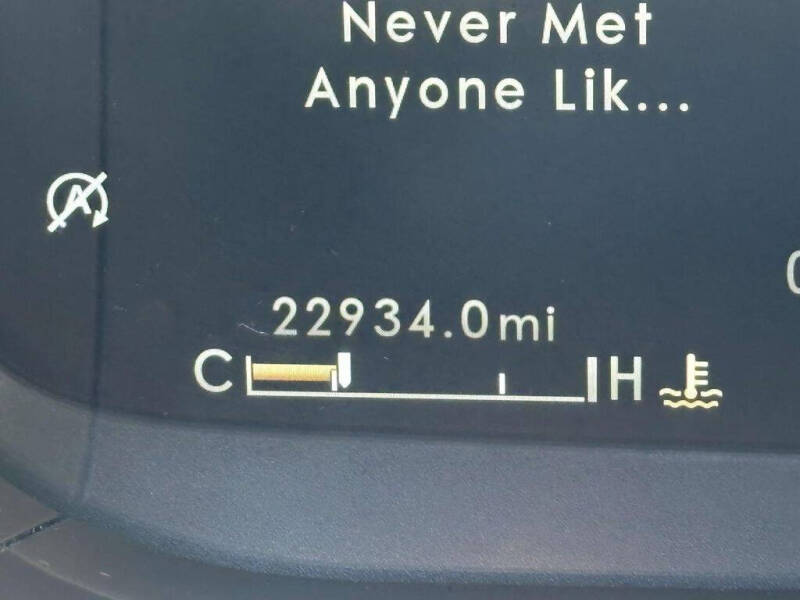 Never Met
Anyone Lik...
A
22934.0mi
C H